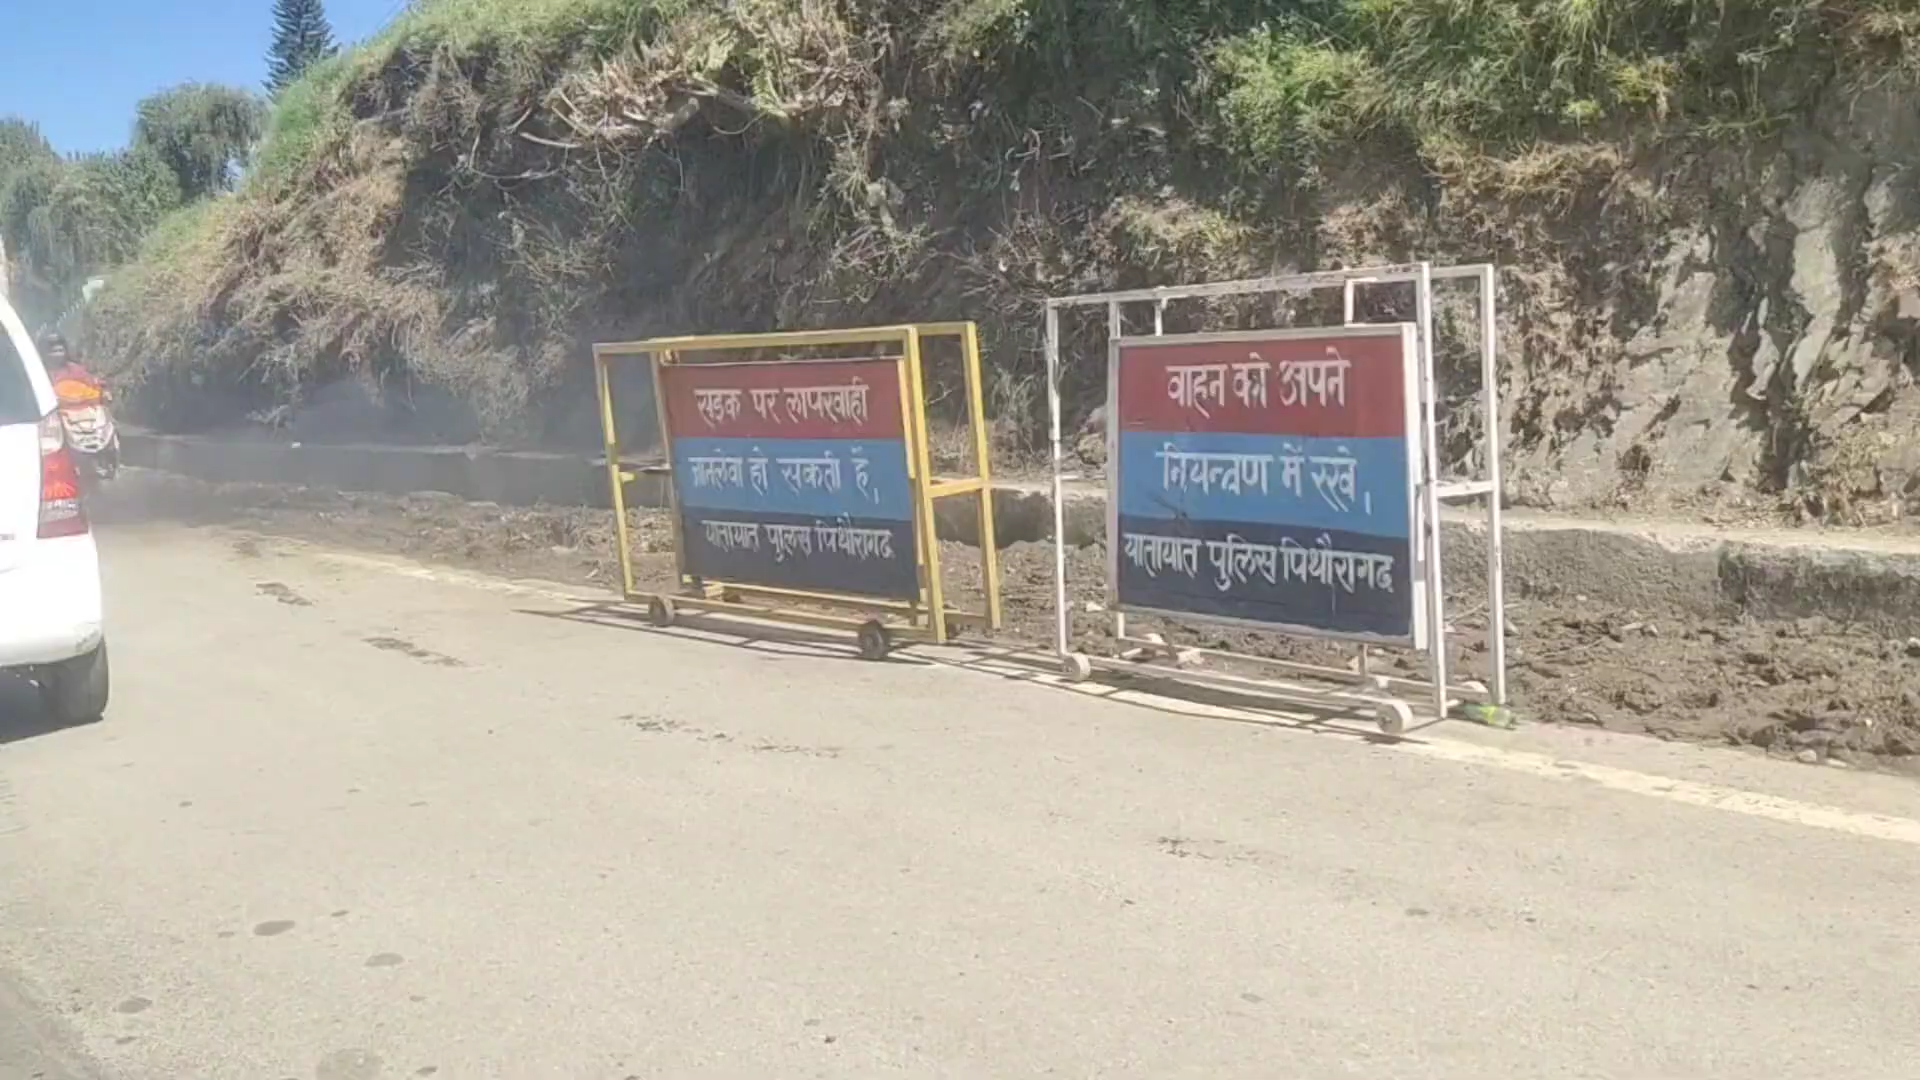 सड़क पर लापरवाही
जानलेवा हो सकती है।
यातायात पुलिस पिथौरागढ
वाहन को अपने
नियन्त्रण में रखे।
यातायात पुलिस पिथौरागढ